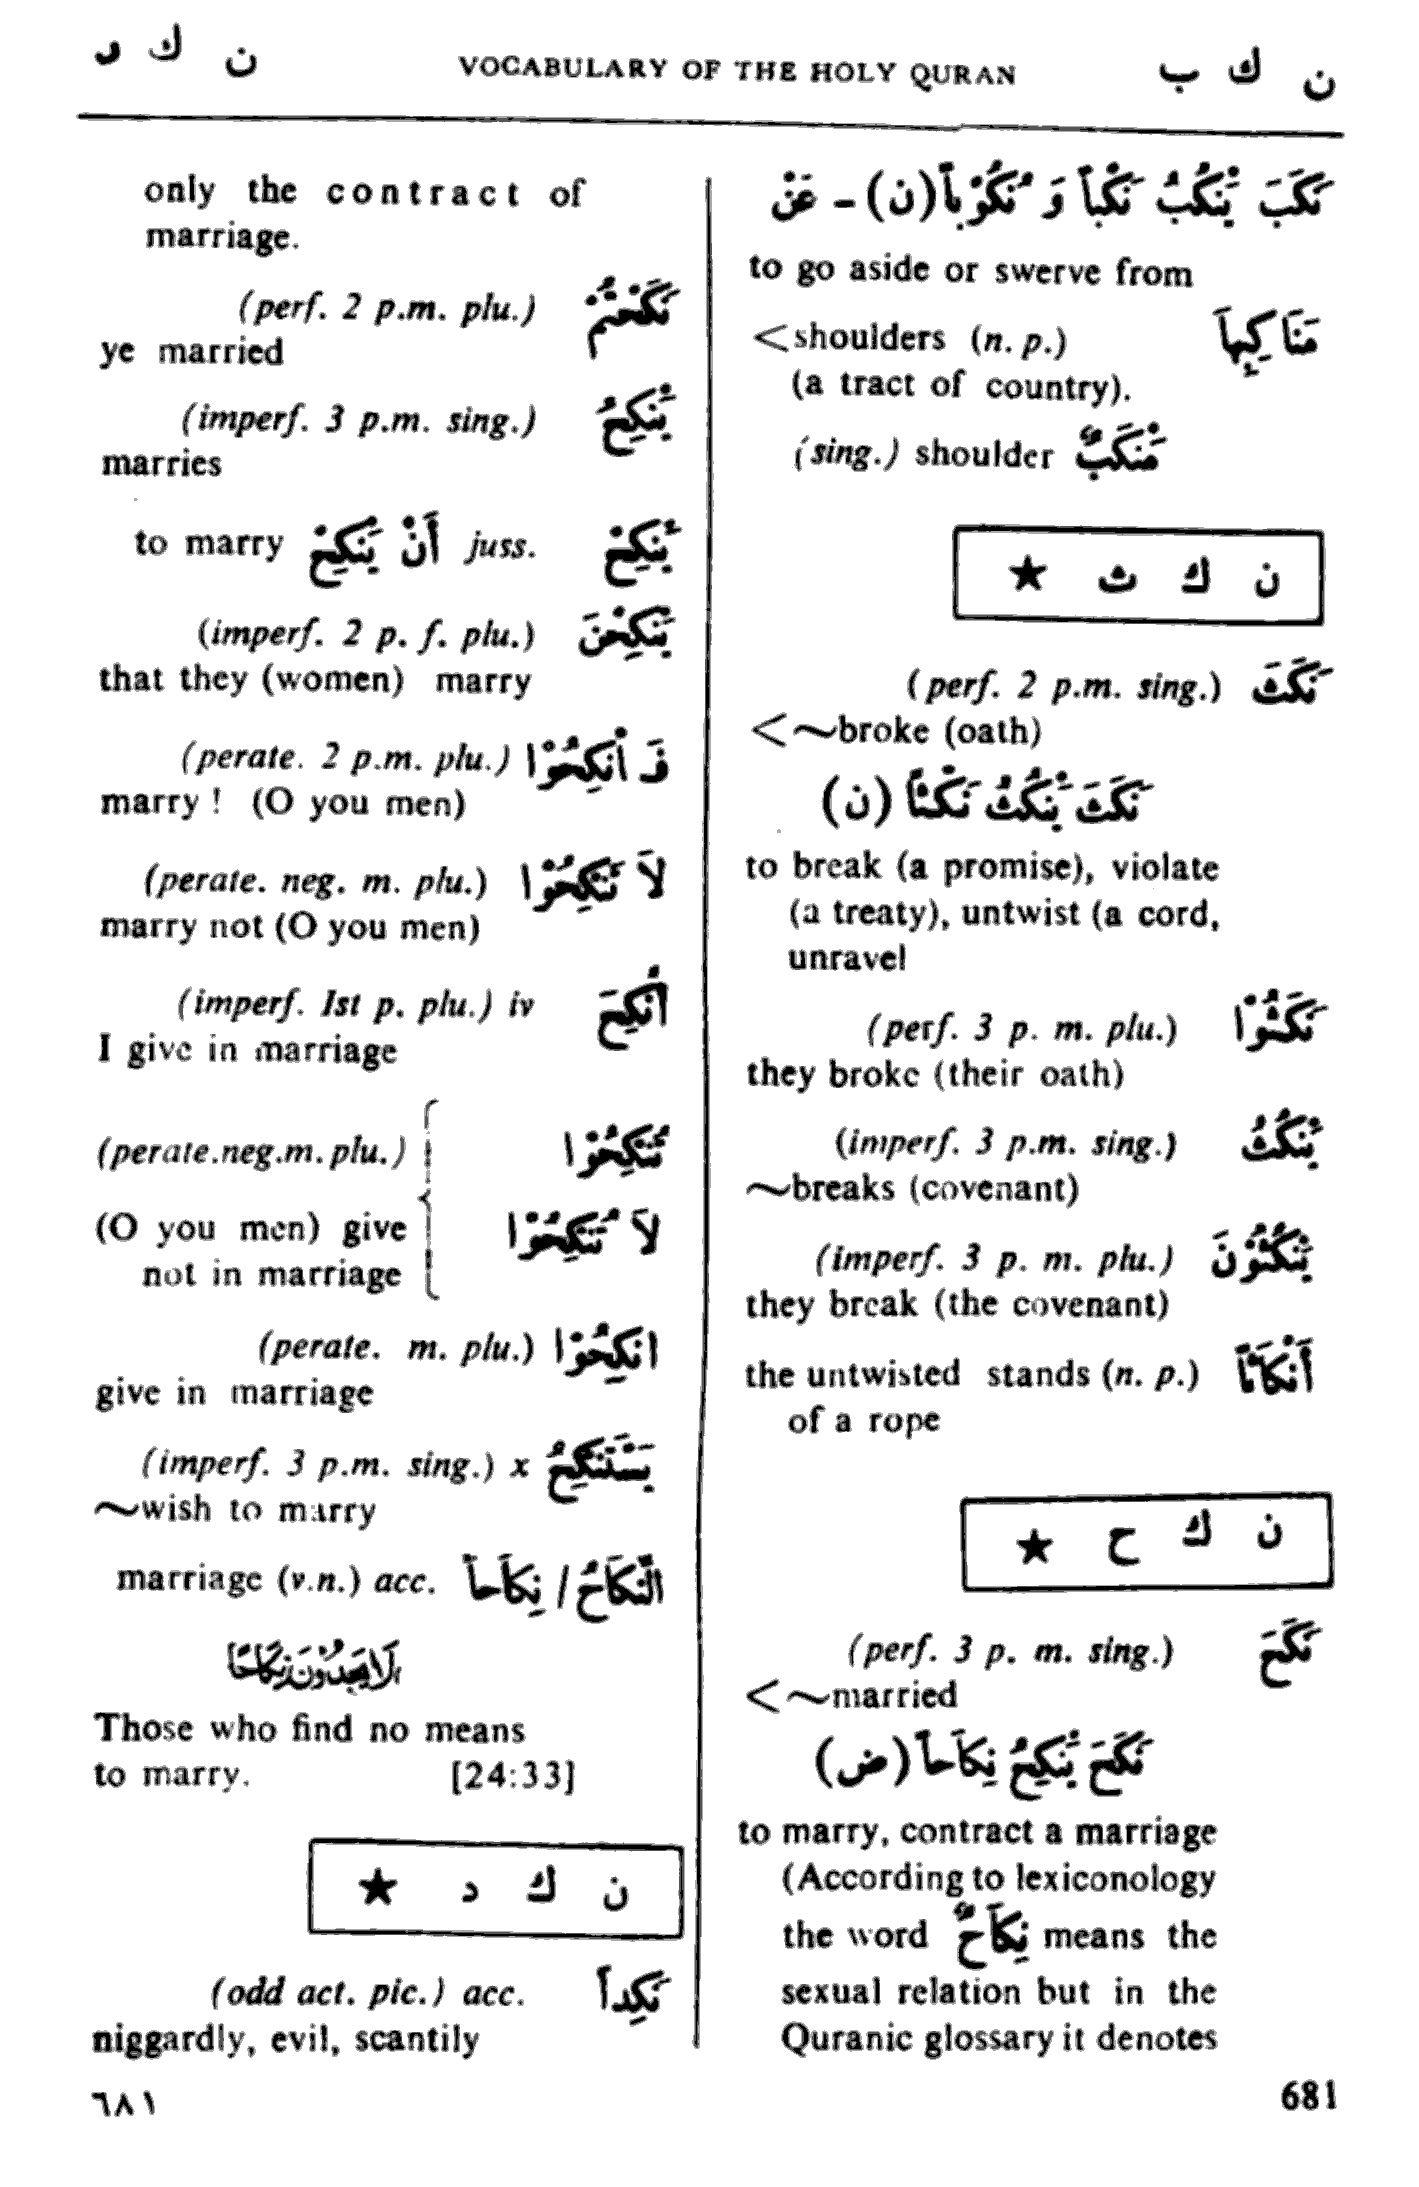 ن ك ب VOCABULARY OF THE HOLY QURAN ن ك د
نَكَبَ يَنْكُبُ نَكْباً وَ نُكُوْباً (ن) - عَنْ
to go aside or swerve from
<shoulders (n. p.) مَنَاكِبِهَا
(a tract of country).
(sing.) shoulder مَنْكَبٌ
ن ك ث ★
(perf. 2 p.m. sing.) نَكَثَ
<~broke (oath)
نَكَثَ يَنْكُثُ نَكْثاً (ن)
to break (a promise), violate
(a treaty), untwist (a cord,
unravel
(perf. 3 p. m. plu.) نَكَثُوْا
they broke (their oath)
(imperf. 3 p.m. sing.) يَنْكُثُ
~breaks (covenant)
(imperf. 3 p. m. plu.) يَنْكُثُوْنَ
they break (the covenant)
the untwisted stands (n. p.) أَنْكَاثاً
of a rope
ن ك ح ★
(perf. 3 p. m. sing.) نَكَحَ
<~married
نَكَحَ يَنْكِحُ نِكَاحاً (ض)
to marry, contract a marriage
(According to lexiconology
the word نِكَاحٌ means the
sexual relation but in the
Quranic glossary it denotes
only the contract of
marriage.
(perf. 2 p.m. plu.) نَكَحْتُمْ
ye married
(imperf. 3 p.m. sing.) يَنْكِحُ
marries
to marry أَنْ يَنْكِحَ juss. يَنْكِحْ
(imperf. 2 p. f. plu.) يَنْكِحْنَ
that they (women) marry
(perate. 2 p.m. plu.) فَ انْكِحُوْا
marry ! (O you men)
(perate. neg. m. plu.) لَا تَنْكِحُوْا
marry not (O you men)
(imperf. Ist p. plu.) iv أُنْكِحَ
I give in marriage
(perate.neg.m.plu.) تُنْكِحُوْا
(O you men) give لَا تُنْكِحُوْا
not in marriage
(perate. m. plu.) انْكِحُوْا
give in marriage
(imperf. 3 p.m. sing.) x يَسْتَنْكِحُ
~wish to marry
marriage (v.n.) acc. النِّكَاحُ / نِكَاحاً
لَا يَجِدُوْنَ نِكَاحًا
Those who find no means
to marry. [24:33]
ن ك د ★
(odd act. pic.) acc. نَكِداً
niggardly, evil, scantily
681 ٦٨١